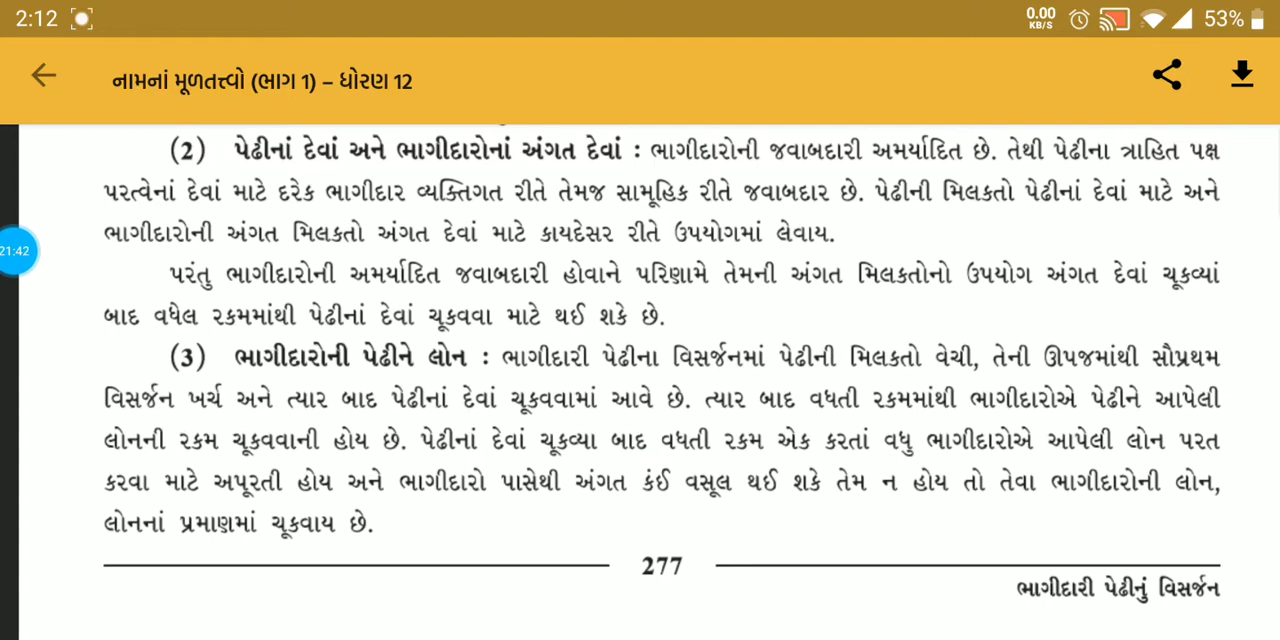 2:12
0.00
KB/S
53%
નામનાં મૂળતત્ત્વો (ભાગ 1) – ધોરણ 12
(2) પેઢીનાં દેવાં અને ભાગીદારોનાં અંગત દેવાં : ભાગીદારોની જવાબદારી અમર્યાદિત છે. તેથી પેઢીના ત્રાહિત પક્ષ
પરત્વેનાં દેવાં માટે દરેક ભાગીદાર વ્યક્તિગત રીતે તેમજ સામૂહિક રીતે જવાબદાર છે. પેઢીની મિલકતો પેઢીનાં દેવાં માટે અને
21:42
ભાગીદારોની અંગત મિલકતો અંગત દેવાં માટે કાયદેસર રીતે ઉપયોગમાં લેવાય.
પરંતુ ભાગીદારોની અમર્યાદિત જવાબદારી હોવાને પરિણામે તેમની અંગત મિલકતોનો ઉપયોગ અંગત દેવાં ચૂકવ્યાં
બાદ વધેલ રકમમાંથી પેઢીનાં દેવાં ચૂકવવા માટે થઈ શકે છે.
(3) ભાગીદારોની પેઢીને લોન : ભાગીદારી પેઢીના વિસર્જનમાં પેઢીની મિલકતો વેચી, તેની ઊપજમાંથી સૌપ્રથમ
વિસર્જન ખર્ચ અને ત્યાર બાદ પેઢીનાં દેવાં ચૂકવવામાં આવે છે. ત્યાર બાદ વધતી રકમમાંથી ભાગીદારોએ પેઢીને આપેલી
લોનની રકમ ચૂકવવાની હોય છે. પેઢીનાં દેવાં ચૂકવ્યા બાદ વધતી રકમ એક કરતાં વધુ ભાગીદારોએ આપેલી લોન પરત
કરવા માટે અપૂરતી હોય અને ભાગીદારો પાસેથી અંગત કંઈ વસૂલ થઈ શકે તેમ ન હોય તો તેવા ભાગીદારોની લોન,
લોનનાં પ્રમાણમાં ચૂકવાય છે.
277
ભાગીદારી પેઢીનું વિસર્જન